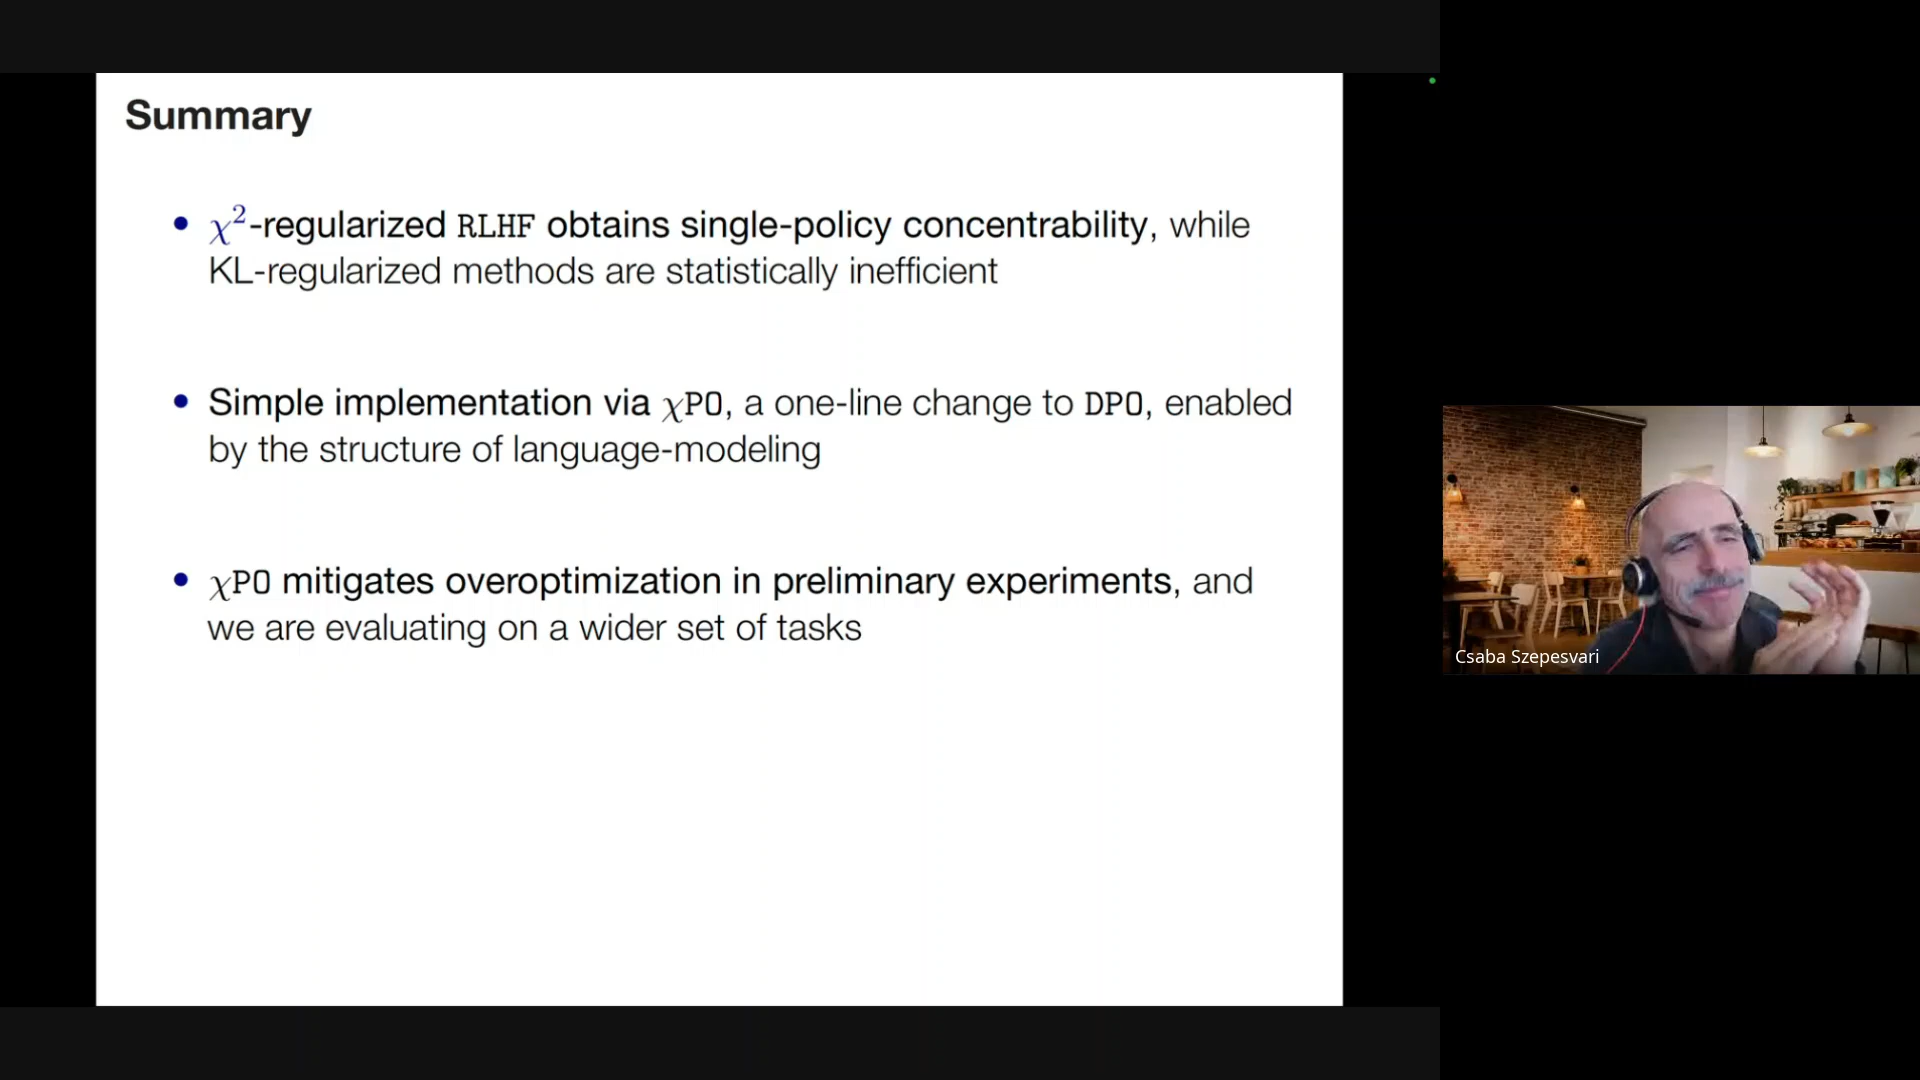 Summary
• χ²-regularized RLHF obtains single-policy concentrability, while
KL-regularized methods are statistically inefficient
• Simple implementation via χPO, a one-line change to DPO, enabled
by the structure of language-modeling
• χPO mitigates overoptimization in preliminary experiments, and
we are evaluating on a wider set of tasks
Csaba Szepesvari